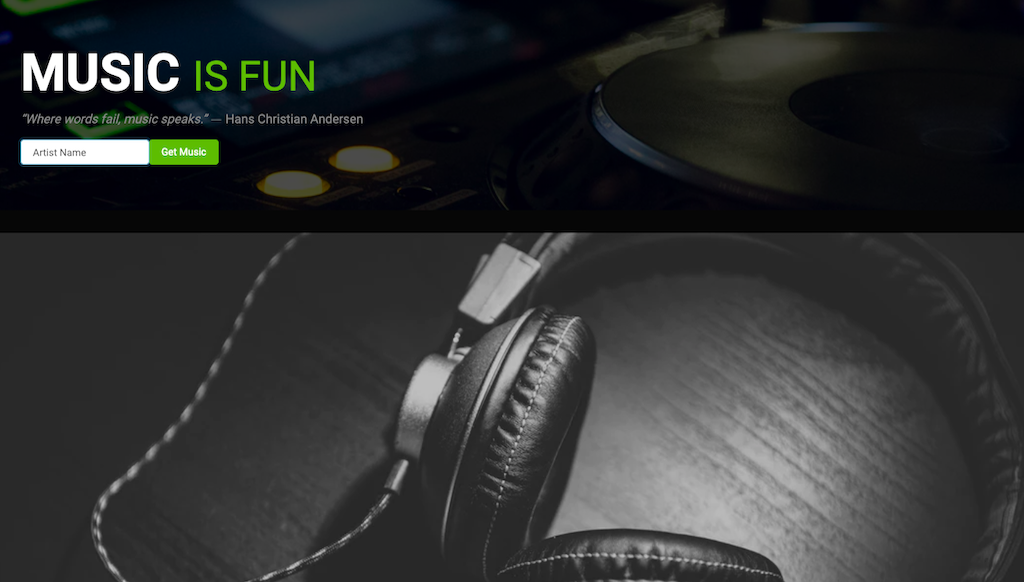 MUSIC IS FUN
“Where words fail, music speaks.” — Hans Christian Andersen
Artist Name Get Music